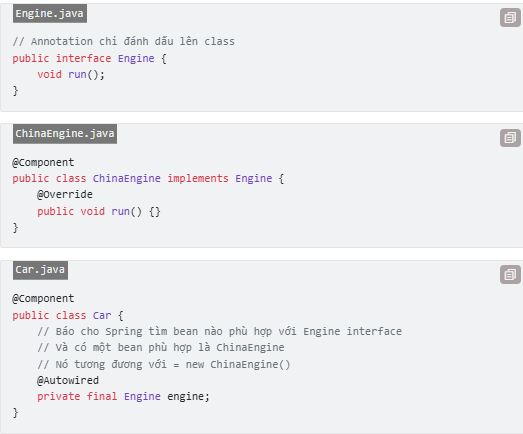 Engine.java
// Annotation chỉ đánh dấu lên class
public interface Engine {
    void run();
}
ChinaEngine.java
@Component
public class ChinaEngine implements Engine {
    @Override
    public void run() {}
}
Car.java
@Component
public class Car {
    // Báo cho Spring tìm bean nào phù hợp với Engine interface
    // Và có một bean phù hợp là ChinaEngine
    // Nó tương đương với = new ChinaEngine()
    @Autowired
    private final Engine engine;
}